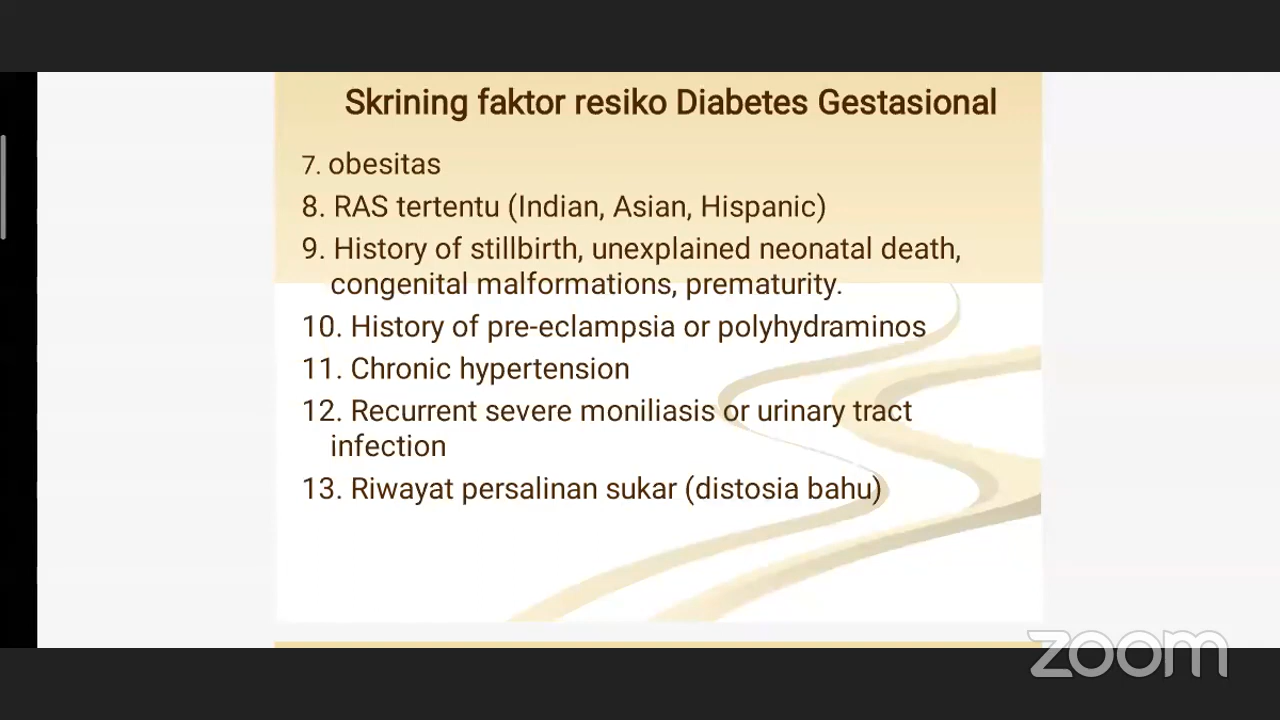 Skrining faktor resiko Diabetes Gestasional
7. obesitas
8. RAS tertentu (Indian, Asian, Hispanic)
9. History of stillbirth, unexplained neonatal death,
congenital malformations, prematurity.
10. History of pre-eclampsia or polyhydraminos
11. Chronic hypertension
12. Recurrent severe moniliasis or urinary tract
infection
13. Riwayat persalinan sukar (distosia bahu)
zoom